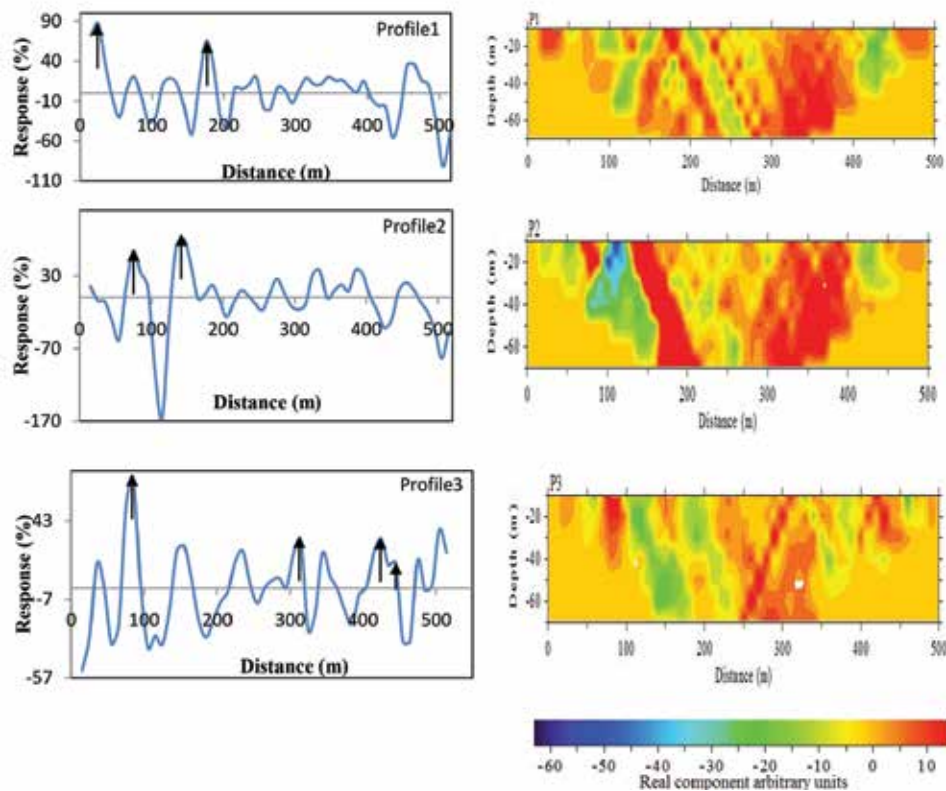 Profile1
Response (%)
90
40
-10
-60
-110
0
100
200
300
400
500
Distance (m)
P1
Depth (m)
-20
-40
-60
0
100
200
300
400
500
Distance (m)
Profile2
Response (%)
30
-70
-170
0
100
200
300
400
500
Distance (m)
P2
Depth (m)
-20
-40
-60
0
100
200
300
400
500
Distance (m)
Profile3
Response (%)
43
-7
-57
0
100
200
300
400
500
Distance (m)
P3
Depth (m)
-20
-40
-60
0
100
200
300
400
500
Distance (m)
-60 -50 -40 -30 -20 -10 0 10
Real component arbitrary units